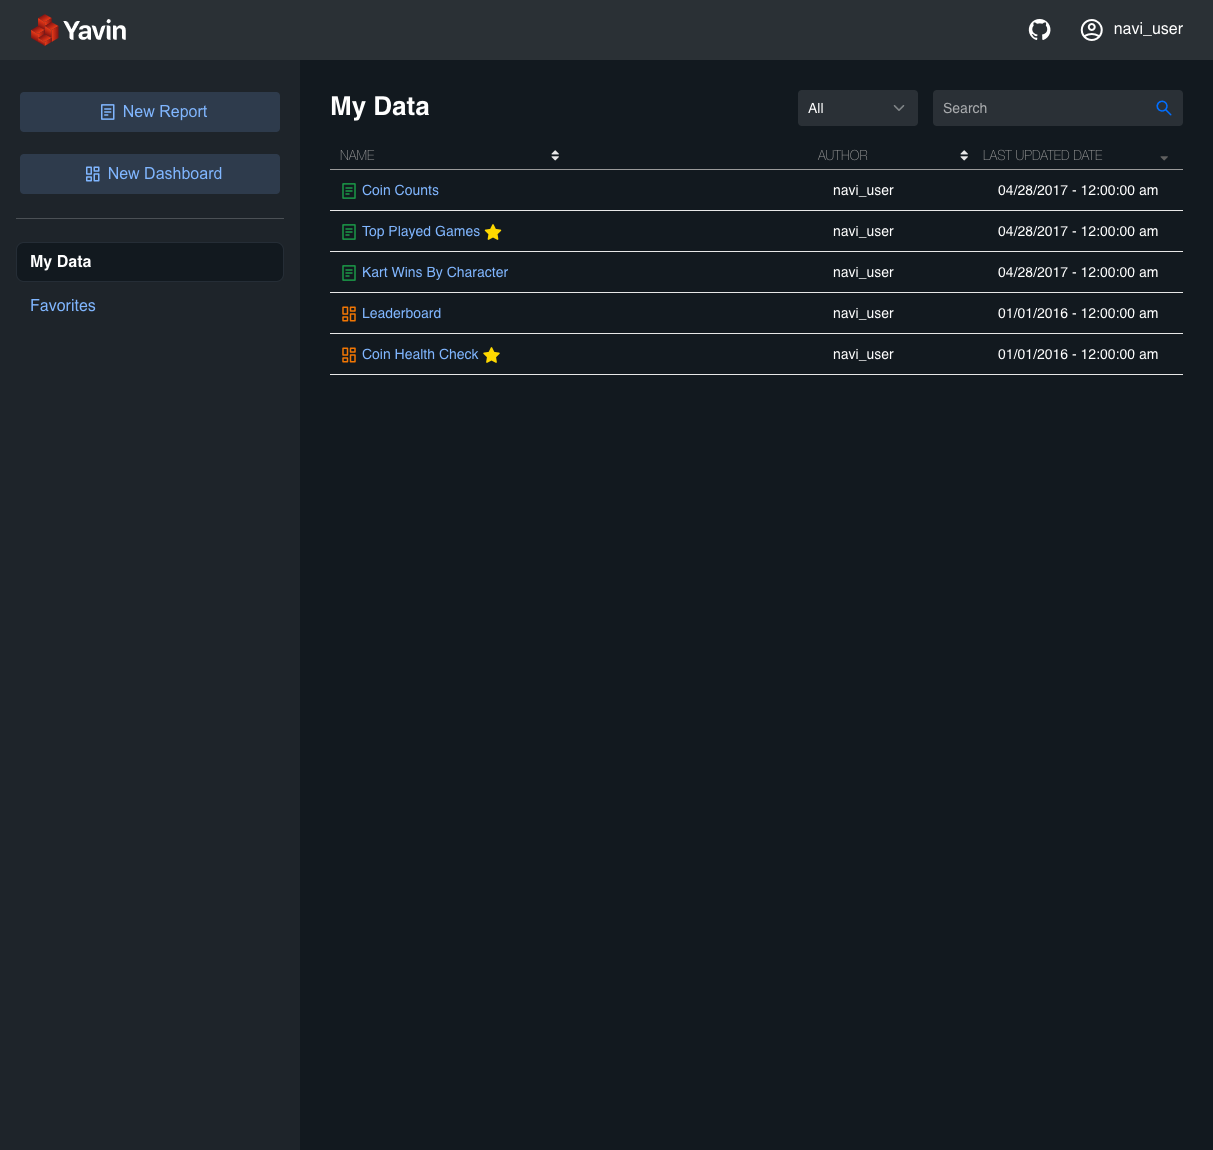 Yavin
navi_user
New Report
New Dashboard
My Data
Favorites
My Data
All
Search
NAME AUTHOR LAST UPDATED DATE
Coin Counts navi_user 04/28/2017 - 12:00:00 am
Top Played Games navi_user 04/28/2017 - 12:00:00 am
Kart Wins By Character navi_user 04/28/2017 - 12:00:00 am
Leaderboard navi_user 01/01/2016 - 12:00:00 am
Coin Health Check navi_user 01/01/2016 - 12:00:00 am